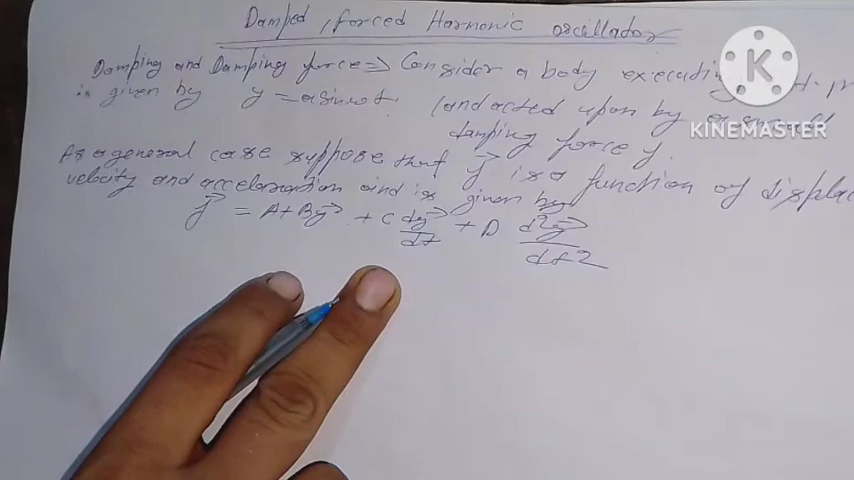 Damped, forced Harmonic oscillator
Damping and Damping force ⇒ Consider a body executing
is given by y = a sin wt. (and acted upon by a small
damping force y.
As a general case suppose that y⃗ is a function of displac
velocity and acceleration and is given by
y⃗ = A + By⃗ + C dy⃗/dt + D d²y⃗/dt2
K
KINEMASTER